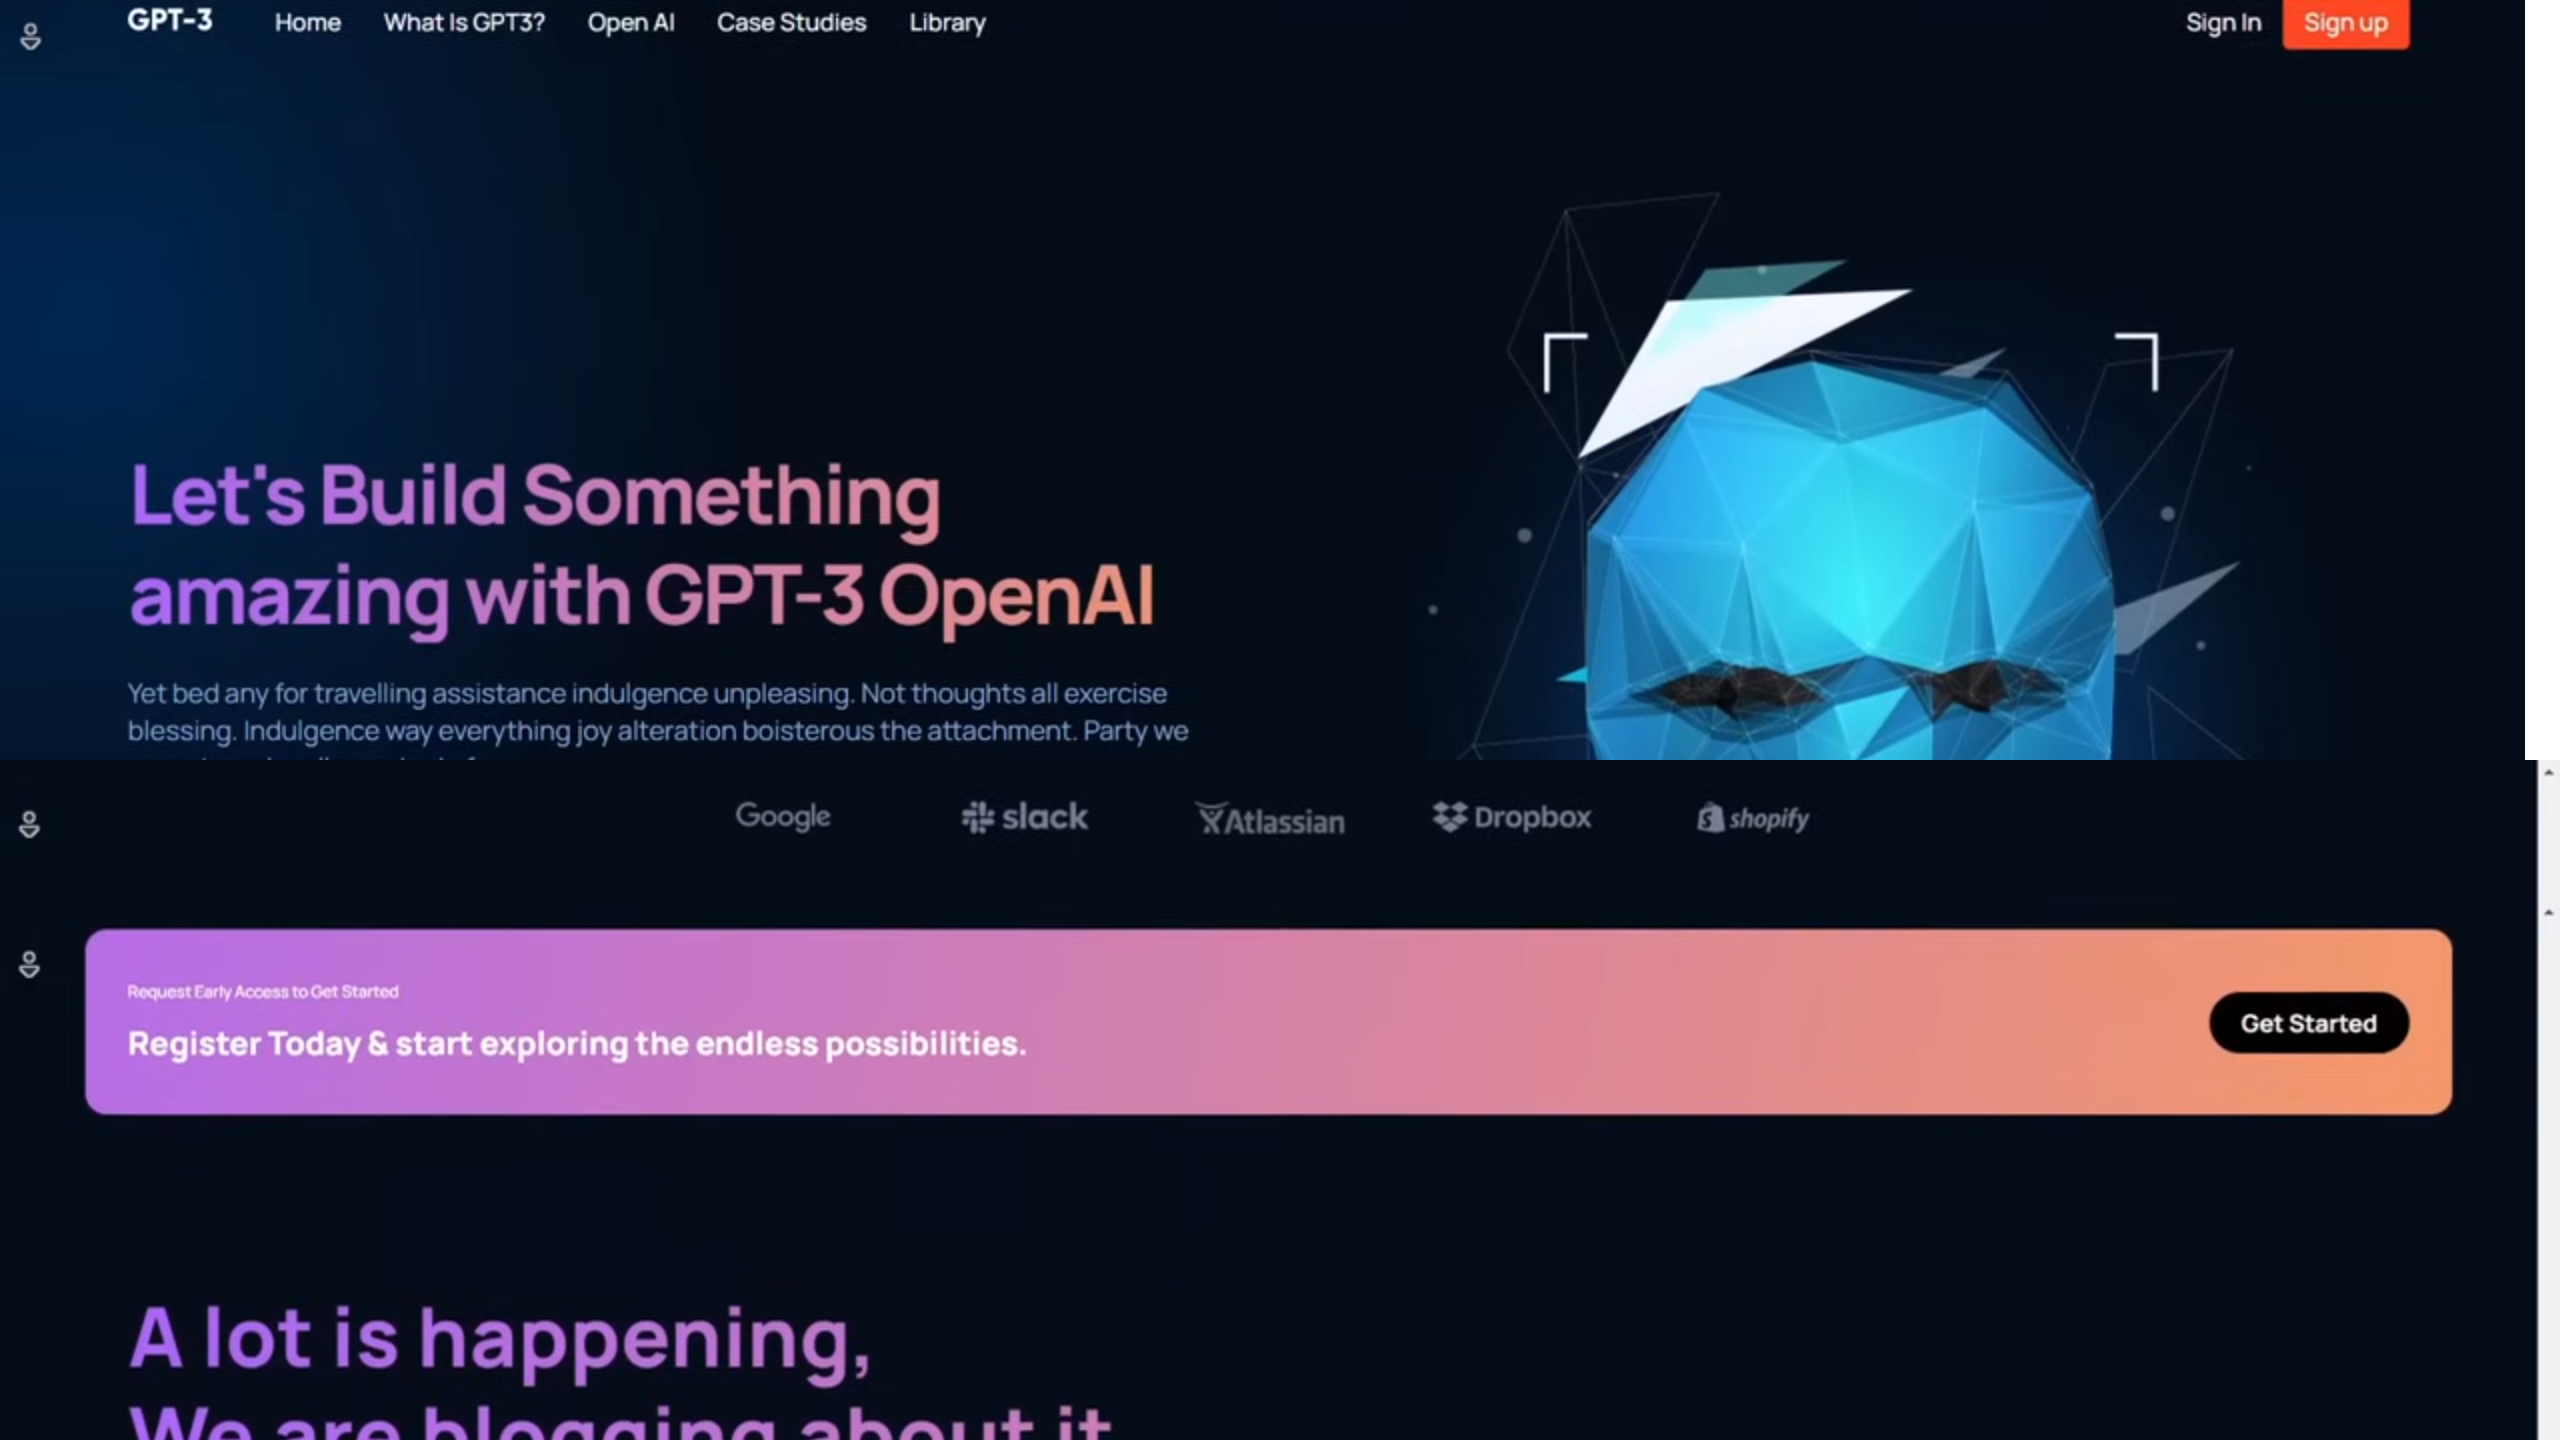 GPT-3 Home What Is GPT3? Open AI Case Studies Library Sign In Sign up
Let's Build Something
amazing with GPT-3 OpenAI
Yet bed any for travelling assistance indulgence unpleasing. Not thoughts all exercise
blessing. Indulgence way everything joy alteration boisterous the attachment. Party we
Google slack Atlassian Dropbox shopify
Request Early Access to Get Started
Register Today & start exploring the endless possibilities.
Get Started
A lot is happening,
We are blogging about it